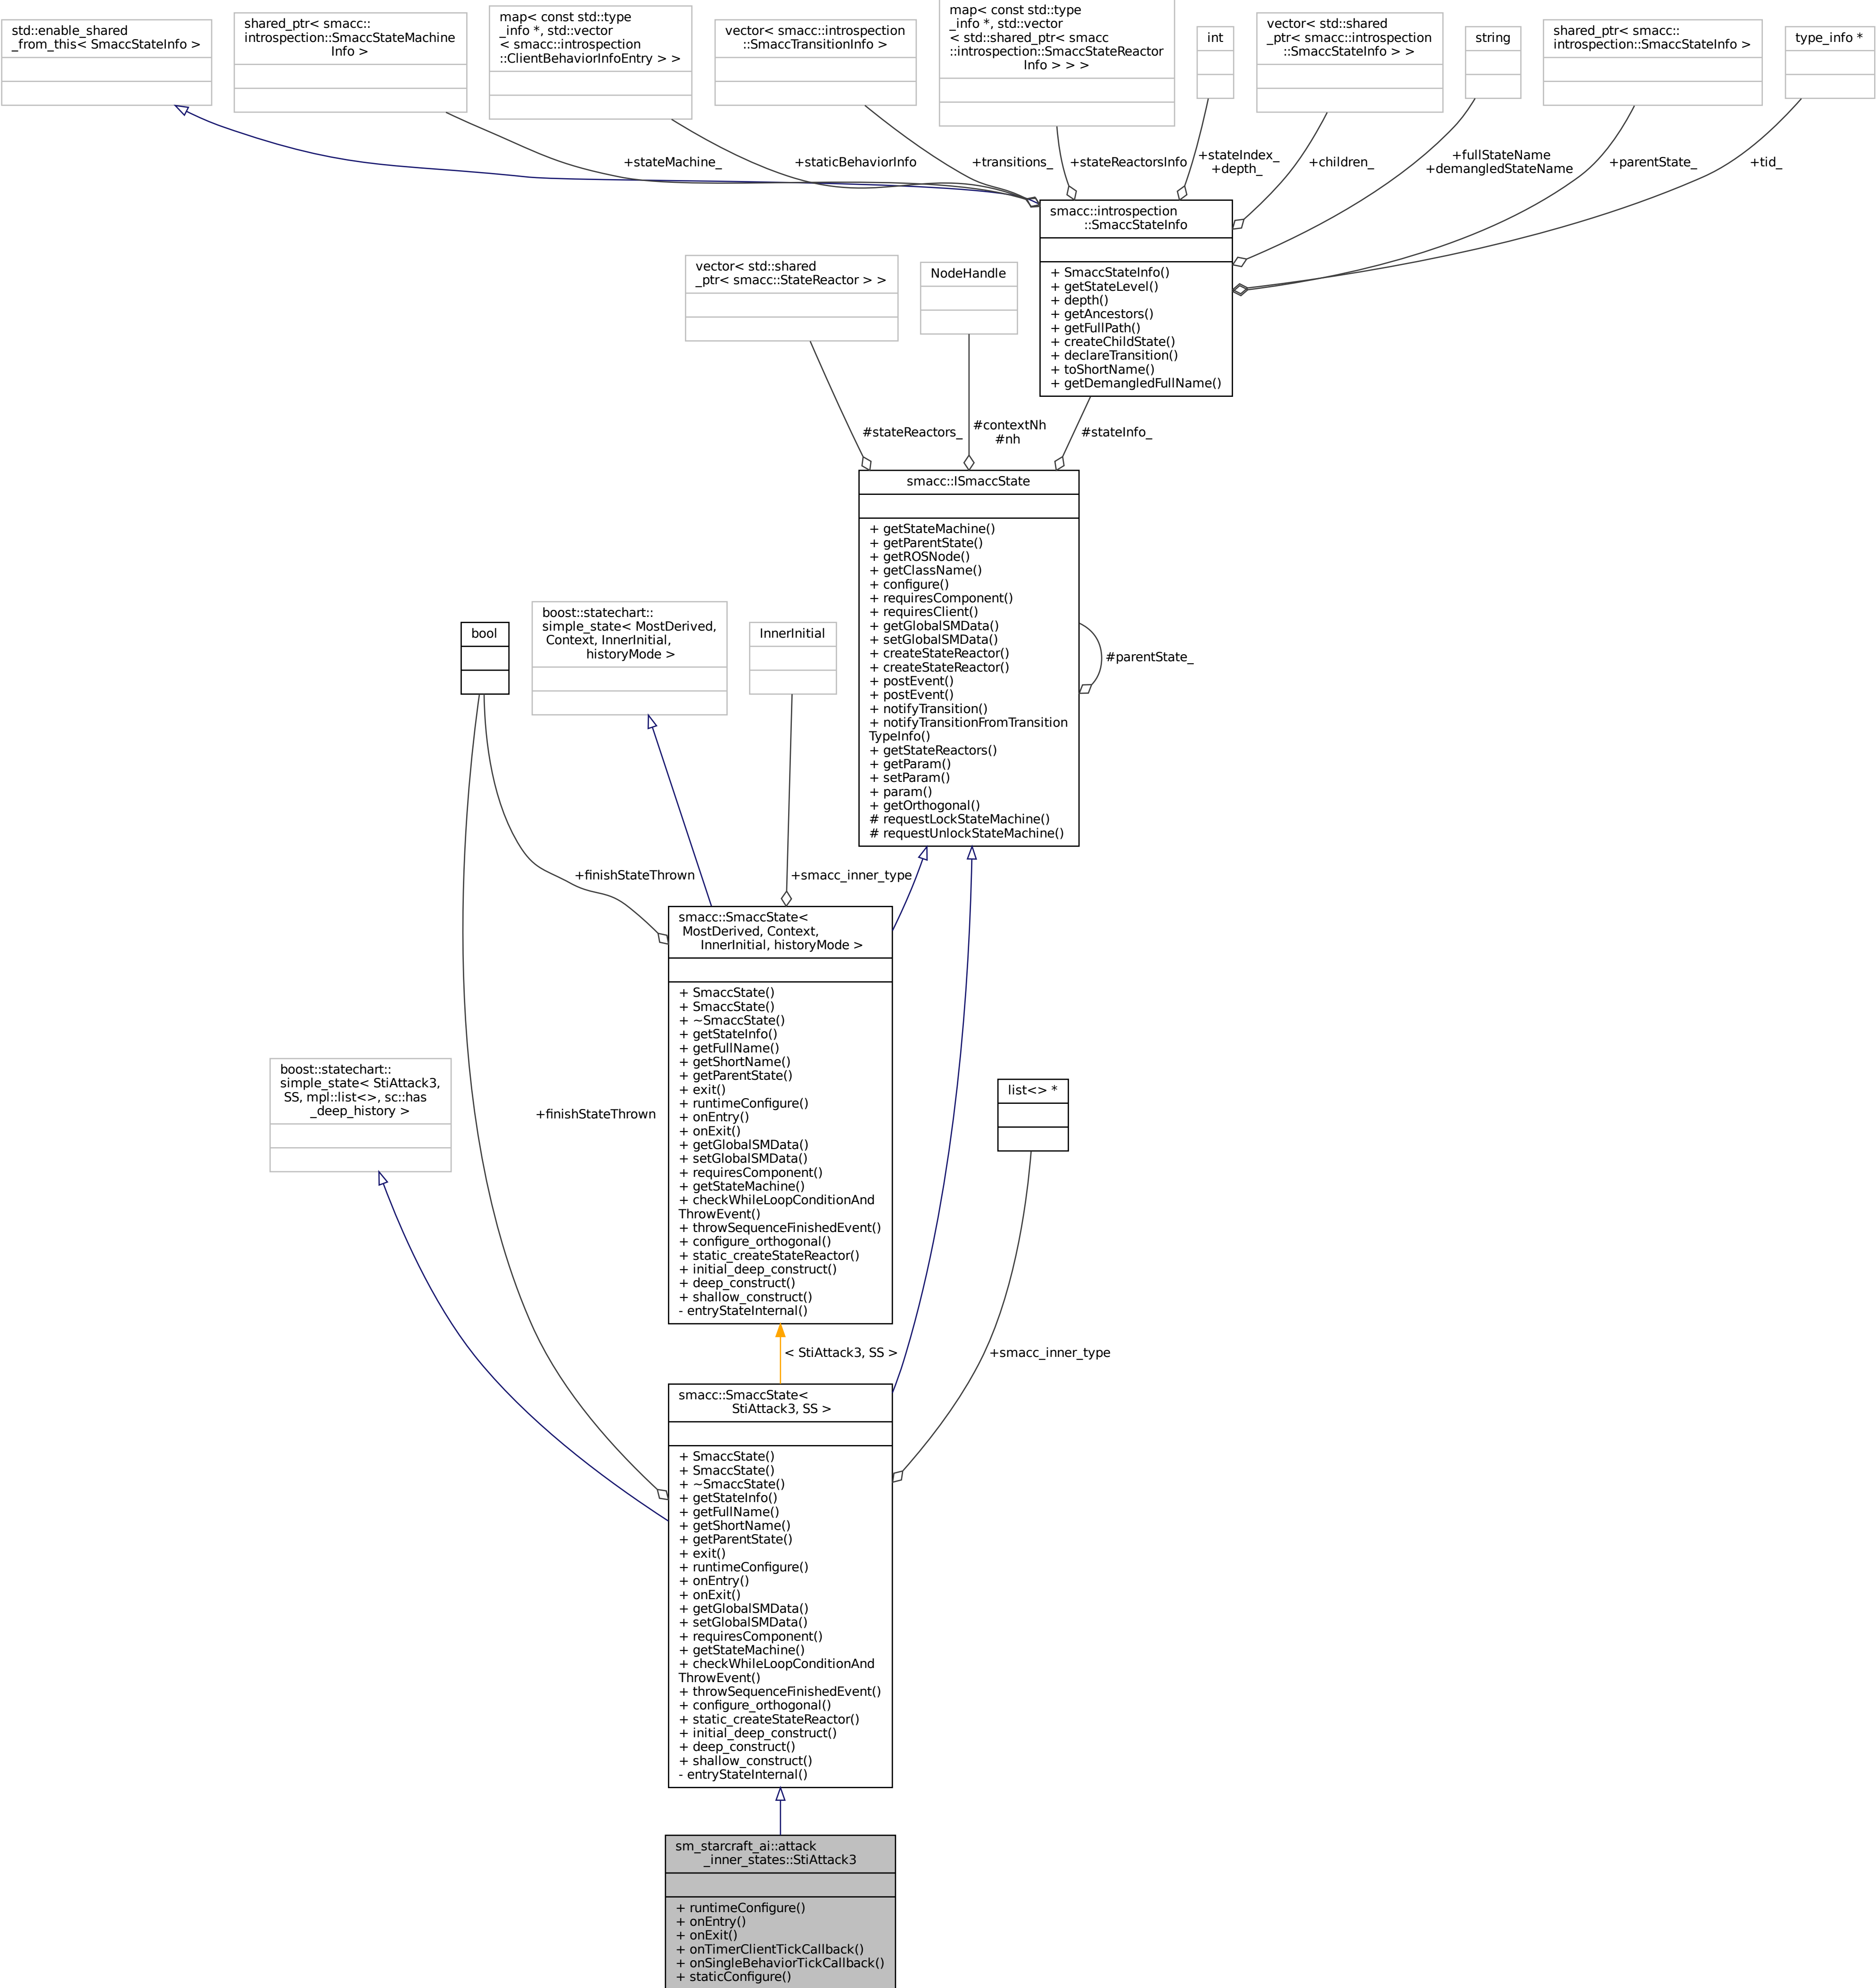 std::enable_shared
_from_this< SmaccStateInfo >
shared_ptr< smacc::
introspection::SmaccStateMachine
Info >
map< const std::type
_info *, std::vector
< smacc::introspection
::ClientBehaviorInfoEntry > >
vector< smacc::introspection
::SmaccTransitionInfo >
map< const std::type
_info *, std::vector
< std::shared_ptr< smacc
::introspection::SmaccStateReactor
Info > > >
int
vector< std::shared
_ptr< smacc::introspection
::SmaccStateInfo > >
string
shared_ptr< smacc::
introspection::SmaccStateInfo >
type_info *
+stateMachine_
+staticBehaviorInfo
+transitions_
+stateReactorsInfo
+stateIndex_
+depth_
+children_
+fullStateName
+demangledStateName
+parentState_
+tid_
smacc::introspection
::SmaccStateInfo
+ SmaccStateInfo()
+ getStateLevel()
+ depth()
+ getAncestors()
+ getFullPath()
+ createChildState()
+ declareTransition()
+ toShortName()
+ getDemangledFullName()
vector< std::shared
_ptr< smacc::StateReactor > >
NodeHandle
#stateReactors_
#contextNh
#nh
#stateInfo_
smacc::ISmaccState
+ getStateMachine()
+ getParentState()
+ getROSNode()
+ getClassName()
+ configure()
+ requiresComponent()
+ requiresClient()
+ getGlobalSMData()
+ setGlobalSMData()
+ createStateReactor()
+ createStateReactor()
+ postEvent()
+ postEvent()
+ notifyTransition()
+ notifyTransitionFromTransition
TypeInfo()
+ getStateReactors()
+ getParam()
+ setParam()
+ param()
+ getOrthogonal()
# requestLockStateMachine()
# requestUnlockStateMachine()
#parentState_
bool
boost::statechart::
simple_state< MostDerived,
Context, InnerInitial,
historyMode >
InnerInitial
+finishStateThrown
+smacc_inner_type
smacc::SmaccState<
MostDerived, Context,
InnerInitial, historyMode >
+ SmaccState()
+ SmaccState()
+ ~SmaccState()
+ getStateInfo()
+ getFullName()
+ getShortName()
+ getParentState()
+ exit()
+ runtimeConfigure()
+ onEntry()
+ onExit()
+ getGlobalSMData()
+ setGlobalSMData()
+ requiresComponent()
+ getStateMachine()
+ checkWhileLoopConditionAnd
ThrowEvent()
+ throwSequenceFinishedEvent()
+ configure_orthogonal()
+ static_createStateReactor()
+ initial_deep_construct()
+ deep_construct()
+ shallow_construct()
- entryStateInternal()
boost::statechart::
simple_state< StiAttack3,
SS, mpl::list<>, sc::has
_deep_history >
+finishStateThrown
list<> *
< StiAttack3, SS >
+smacc_inner_type
smacc::SmaccState<
StiAttack3, SS >
+ SmaccState()
+ SmaccState()
+ ~SmaccState()
+ getStateInfo()
+ getFullName()
+ getShortName()
+ getParentState()
+ exit()
+ runtimeConfigure()
+ onEntry()
+ onExit()
+ getGlobalSMData()
+ setGlobalSMData()
+ requiresComponent()
+ getStateMachine()
+ checkWhileLoopConditionAnd
ThrowEvent()
+ throwSequenceFinishedEvent()
+ configure_orthogonal()
+ static_createStateReactor()
+ initial_deep_construct()
+ deep_construct()
+ shallow_construct()
- entryStateInternal()
sm_starcraft_ai::attack
_inner_states::StiAttack3
+ runtimeConfigure()
+ onEntry()
+ onExit()
+ onTimerClientTickCallback()
+ onSingleBehaviorTickCallback()
+ staticConfigure()